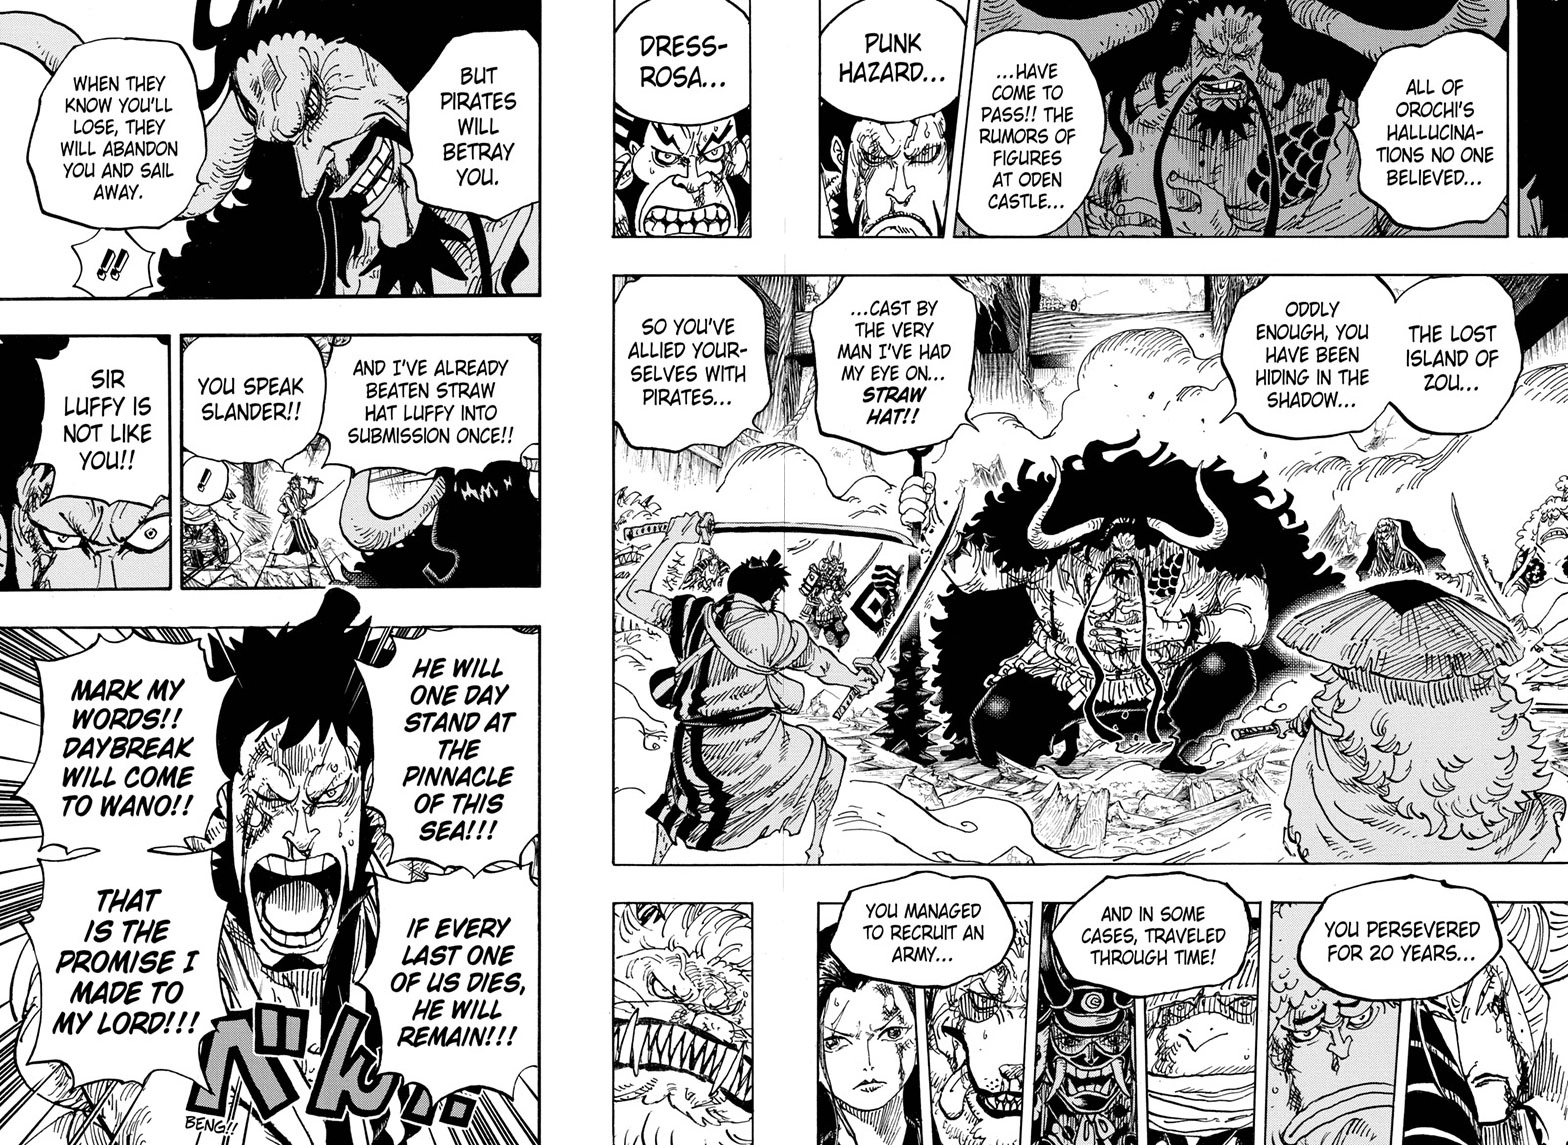 ALL OF
OROCHI'S
HALLUCINA-
TIONS NO ONE
BELIEVED...
...HAVE
COME TO
PASS!! THE
RUMORS OF
FIGURES
AT ODEN
CASTLE...
PUNK
HAZARD...
DRESS-
ROSA...
THE LOST
ISLAND OF
ZOU...
ODDLY
ENOUGH, YOU
HAVE BEEN
HIDING IN THE
SHADOW...
...CAST BY
THE VERY
MAN I'VE HAD
MY EYE ON...
STRAW
HAT!!
SO YOU'VE
ALLIED YOUR-
SELVES WITH
PIRATES...
YOU PERSEVERED
FOR 20 YEARS...
AND IN SOME
CASES, TRAVELED
THROUGH TIME!
YOU MANAGED
TO RECRUIT AN
ARMY...
BUT
PIRATES
WILL
BETRAY
YOU.
WHEN THEY
KNOW YOU'LL
LOSE, THEY
WILL ABANDON
YOU AND SAIL
AWAY.
!!
AND I'VE ALREADY
BEATEN STRAW
HAT LUFFY INTO
SUBMISSION ONCE!!
YOU SPEAK
SLANDER!!
!!
SIR
LUFFY IS
NOT LIKE
YOU!!
HE WILL
ONE DAY
STAND AT
THE
PINNACLE
OF THIS
SEA!!!
IF EVERY
LAST ONE
OF US DIES,
HE WILL
REMAIN!!!
MARK MY
WORDS!!
DAYBREAK
WILL COME
TO WANO!!
THAT
IS THE
PROMISE I
MADE TO
MY LORD!!!
べん‥
BENG!!